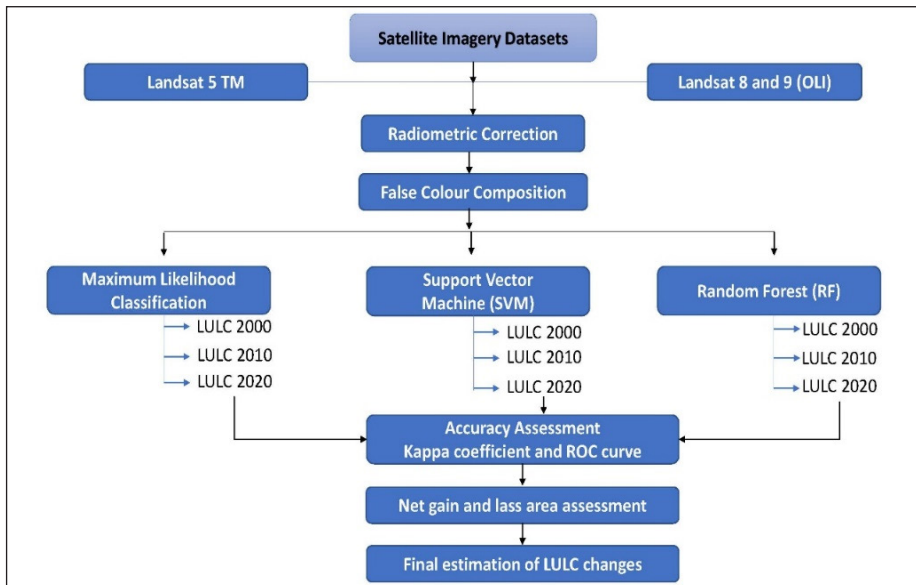 Satellite Imagery Datasets
Landsat 5 TM
Landsat 8 and 9 (OLI)
Radiometric Correction
False Colour Composition
Maximum Likelihood
Classification
LULC 2000
LULC 2010
LULC 2020
Support Vector
Machine (SVM)
LULC 2000
LULC 2010
LULC 2020
Random Forest (RF)
LULC 2000
LULC 2010
LULC 2020
Accuracy Assessment
Kappa coefficient and ROC curve
Net gain and lass area assessment
Final estimation of LULC changes